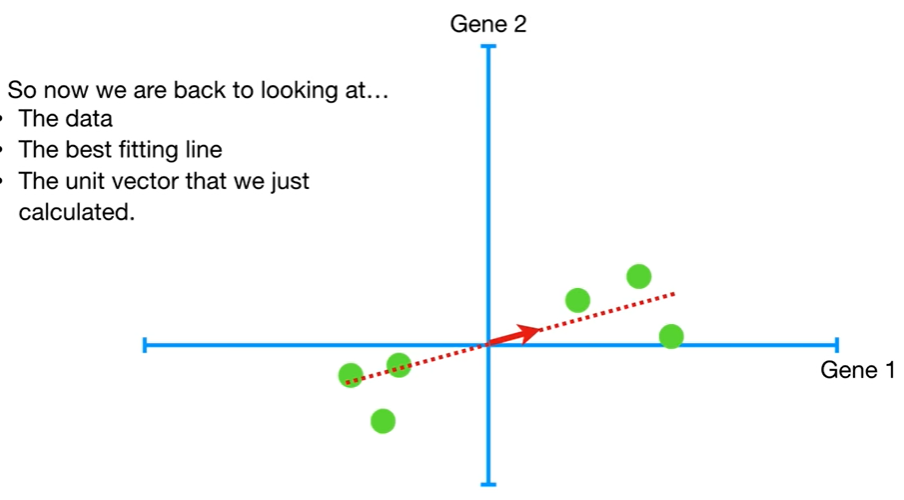 Gene 2
So now we are back to looking at…
• The data
• The best fitting line
• The unit vector that we just
calculated.
Gene 1